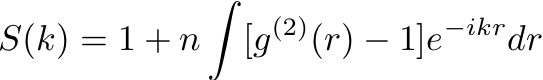 S(k) = 1 + n ∫[g^{(2)}(r) − 1]e^{−ikr}dr